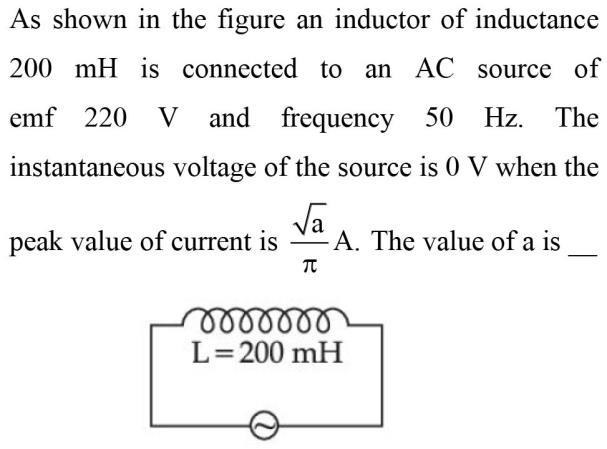 As shown in the figure an inductor of inductance
200 mH is connected to an AC source of
emf 220 V and frequency 50 Hz. The
instantaneous voltage of the source is 0 V when the
peak value of current is √a/π A. The value of a is __
L = 200 mH